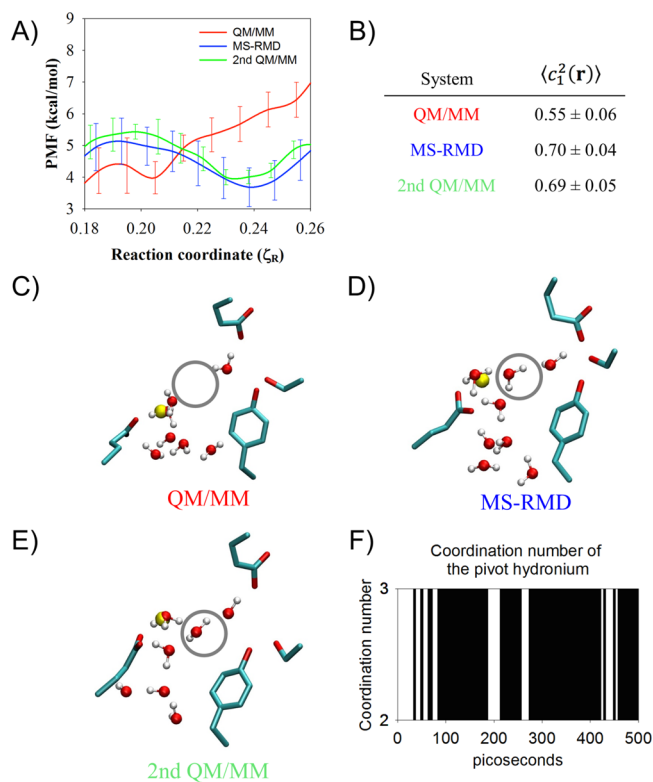 A)
QM/MM
MS-RMD
2nd QM/MM
PMF (kcal/mol)
9
8
7
6
5
4
3
0.18 0.20 0.22 0.24 0.26
Reaction coordinate (ζR)
B)
System ⟨c₁²(r)⟩
QM/MM 0.55 ± 0.06
MS-RMD 0.70 ± 0.04
2nd QM/MM 0.69 ± 0.05
C)
QM/MM
D)
MS-RMD
E)
2nd QM/MM
F)
Coordination number of
the pivot hydronium
Coordination number
3
2
0 100 200 300 400 500
picoseconds